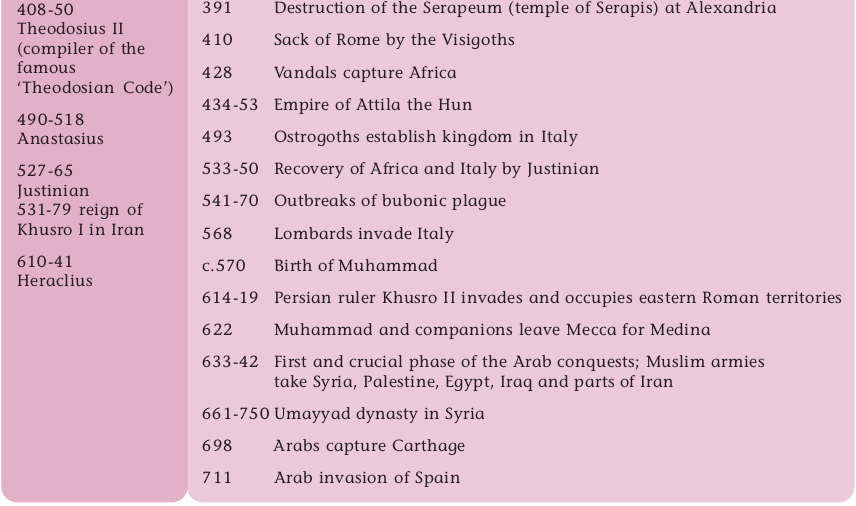 408-50
Theodosius II
(compiler of the
famous
‘Theodosian Code’)
490-518
Anastasius
527-65
Justinian
531-79 reign of
Khusro I in Iran
610-41
Heraclius
391 Destruction of the Serapeum (temple of Serapis) at Alexandria
410 Sack of Rome by the Visigoths
428 Vandals capture Africa
434-53 Empire of Attila the Hun
493 Ostrogoths establish kingdom in Italy
533-50 Recovery of Africa and Italy by Justinian
541-70 Outbreaks of bubonic plague
568 Lombards invade Italy
c.570 Birth of Muhammad
614-19 Persian ruler Khusro II invades and occupies eastern Roman territories
622 Muhammad and companions leave Mecca for Medina
633-42 First and crucial phase of the Arab conquests; Muslim armies
take Syria, Palestine, Egypt, Iraq and parts of Iran
661-750 Umayyad dynasty in Syria
698 Arabs capture Carthage
711 Arab invasion of Spain